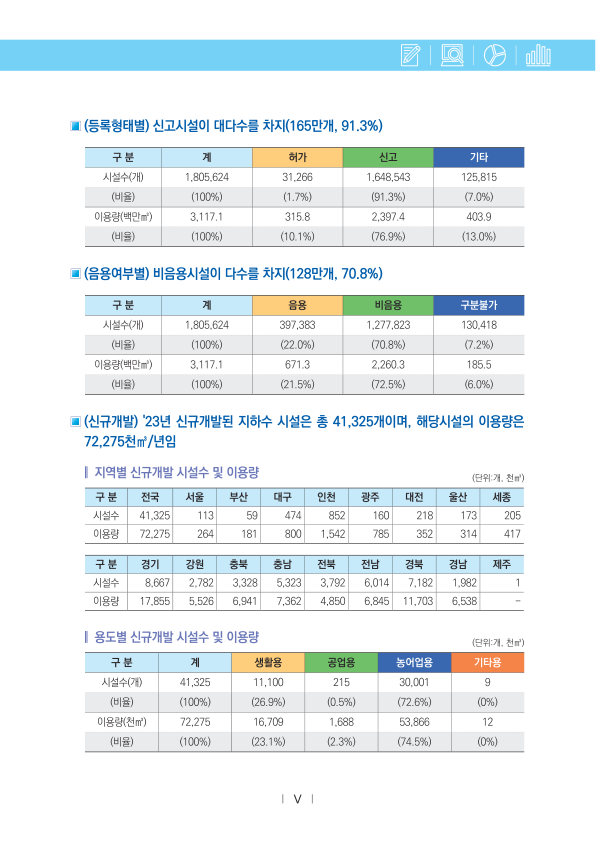 (등록형태별) 신고시설이 대다수를 차지(165만개, 91.3%)
구 분 계 허가 신고 기타
시설수(개) 1,805,624 31,266 1,648,543 125,815
(비율) (100%) (1.7%) (91.3%) (7.0%)
이용량(백만㎥) 3,117.1 315.8 2,397.4 403.9
(비율) (100%) (10.1%) (76.9%) (13.0%)
(음용여부별) 비음용시설이 다수를 차지(128만개, 70.8%)
구 분 계 음용 비음용 구분불가
시설수(개) 1,805,624 397,383 1,277,823 130,418
(비율) (100%) (22.0%) (70.8%) (7.2%)
이용량(백만㎥) 3,117.1 671.3 2,260.3 185.5
(비율) (100%) (21.5%) (72.5%) (6.0%)
(신규개발) '23년 신규개발된 지하수 시설은 총 41,325개이며, 해당시설의 이용량은
72,275천㎥/년임
지역별 신규개발 시설수 및 이용량
(단위:개, 천㎥)
구 분 전국 서울 부산 대구 인천 광주 대전 울산 세종
시설수 41,325 113 59 474 852 160 218 173 205
이용량 72,275 264 181 800 1,542 785 352 314 417
구 분 경기 강원 충북 충남 전북 전남 경북 경남 제주
시설수 8,667 2,782 3,328 5,323 3,792 6,014 7,182 1,982 1
이용량 17,855 5,526 6,941 7,362 4,850 6,845 11,703 6,538 -
용도별 신규개발 시설수 및 이용량
(단위:개, 천㎥)
구 분 계 생활용 공업용 농어업용 기타용
시설수(개) 41,325 11,100 215 30,001 9
(비율) (100%) (26.9%) (0.5%) (72.6%) (0%)
이용량(천㎥) 72,275 16,709 1,688 53,866 12
(비율) (100%) (23.1%) (2.3%) (74.5%) (0%)
| V |